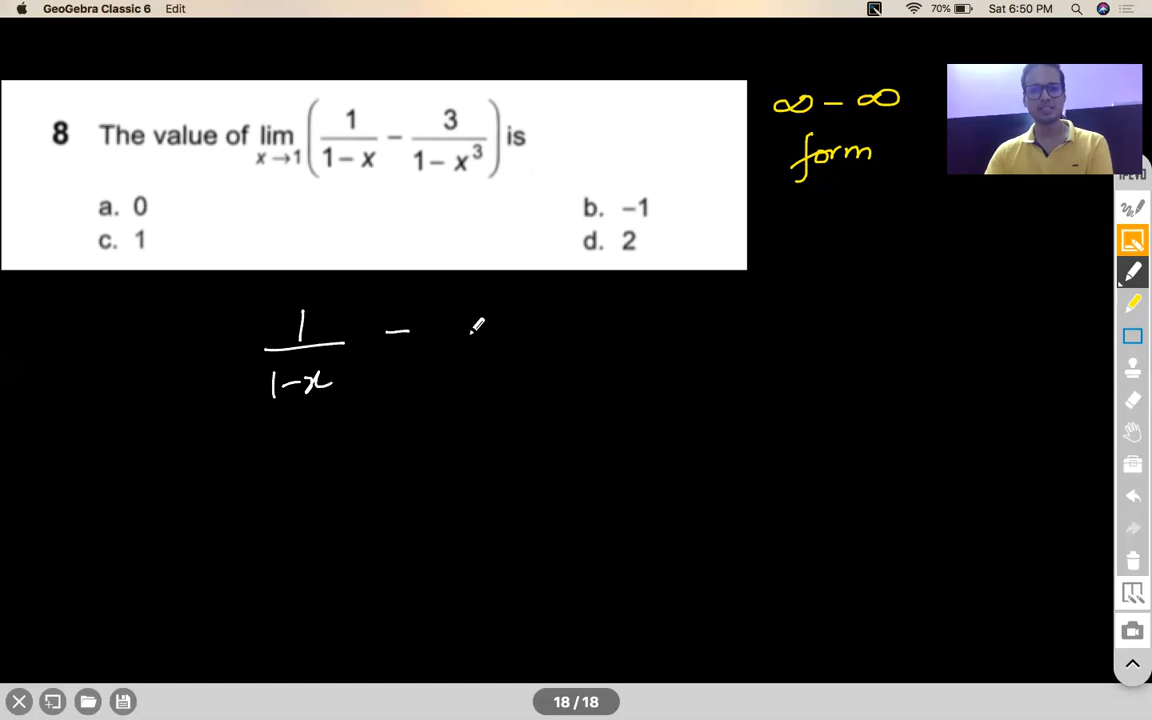 GeoGebra Classic 6 Edit 70% Sat 6:50 PM
8 The value of lim x→1 (1/(1 – x) – 3/(1 – x³)) is
a. 0 b. –1
c. 1 d. 2
∞ – ∞
form
1/(1–x) –
18 / 18